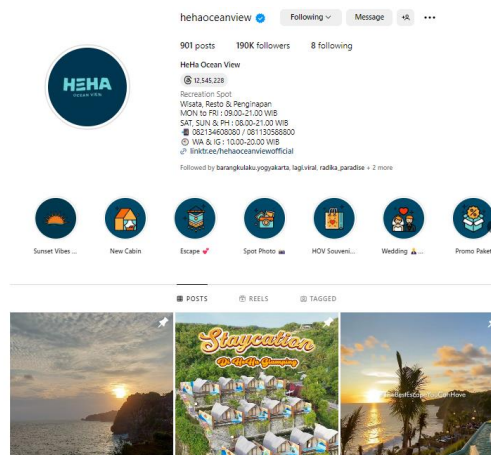 hehaoceanview
Following
Message
901 posts 190K followers 8 following
HeHa Ocean View
12,545,228
Recreation Spot
Wisata, Resto & Penginapan
MON to FRI : 09.00-21.00 WIB
SAT, SUN & PH : 08.00-21.00 WIB
082134608080 / 081130588800
WA & IG : 10.00-20.00 WIB
linktr.ee/hehaoceanviewofficial
Followed by barangkulaku.yogyakarta, lagi.viral, radika_paradise + 2 more
HEHA
OCEAN VIEW
Sunset Vibes ...
New Cabin
Escape
Spot Photo
HOV Souveni...
Wedding
Promo Paket
POSTS
REELS
TAGGED
Staycation
Di HeHa Glamping